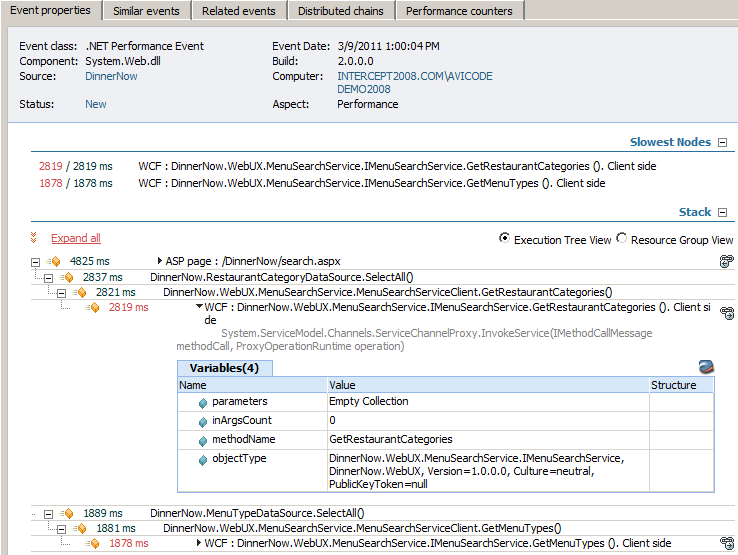 Event properties Similar events Related events Distributed chains Performance counters
Event class: .NET Performance Event Event Date: 3/9/2011 1:00:04 PM
Component: System.Web.dll Build: 2.0.0.0
Source: DinnerNow Computer: INTERCEPT2008.COM\AVICODE
DEMO2008
Status: New Aspect: Performance
Slowest Nodes
2819 / 2819 ms WCF : DinnerNow.WebUX.MenuSearchService.IMenuSearchService.GetRestaurantCategories (). Client side
1878 / 1878 ms WCF : DinnerNow.WebUX.MenuSearchService.IMenuSearchService.GetMenuTypes (). Client side
Stack
Expand all Execution Tree View Resource Group View
4825 ms ASP page : /DinnerNow/search.aspx
2837 ms DinnerNow.RestaurantCategoryDataSource.SelectAll()
2821 ms DinnerNow.WebUX.MenuSearchService.MenuSearchServiceClient.GetRestaurantCategories()
2819 ms WCF : DinnerNow.WebUX.MenuSearchService.IMenuSearchService.GetRestaurantCategories (). Client si
de
System.ServiceModel.Channels.ServiceChannelProxy.InvokeService(IMethodCallMessage
methodCall, ProxyOperationRuntime operation)
Variables(4)
Name Value Structure
parameters Empty Collection
inArgsCount 0
methodName GetRestaurantCategories
objectType DinnerNow.WebUX.MenuSearchService.IMenuSearchService,
DinnerNow.WebUX, Version=1.0.0.0, Culture=neutral,
PublicKeyToken=null
1889 ms DinnerNow.MenuTypeDataSource.SelectAll()
1881 ms DinnerNow.WebUX.MenuSearchService.MenuSearchServiceClient.GetMenuTypes()
1878 ms WCF : DinnerNow.WebUX.MenuSearchService.IMenuSearchService.GetMenuTypes (). Client side